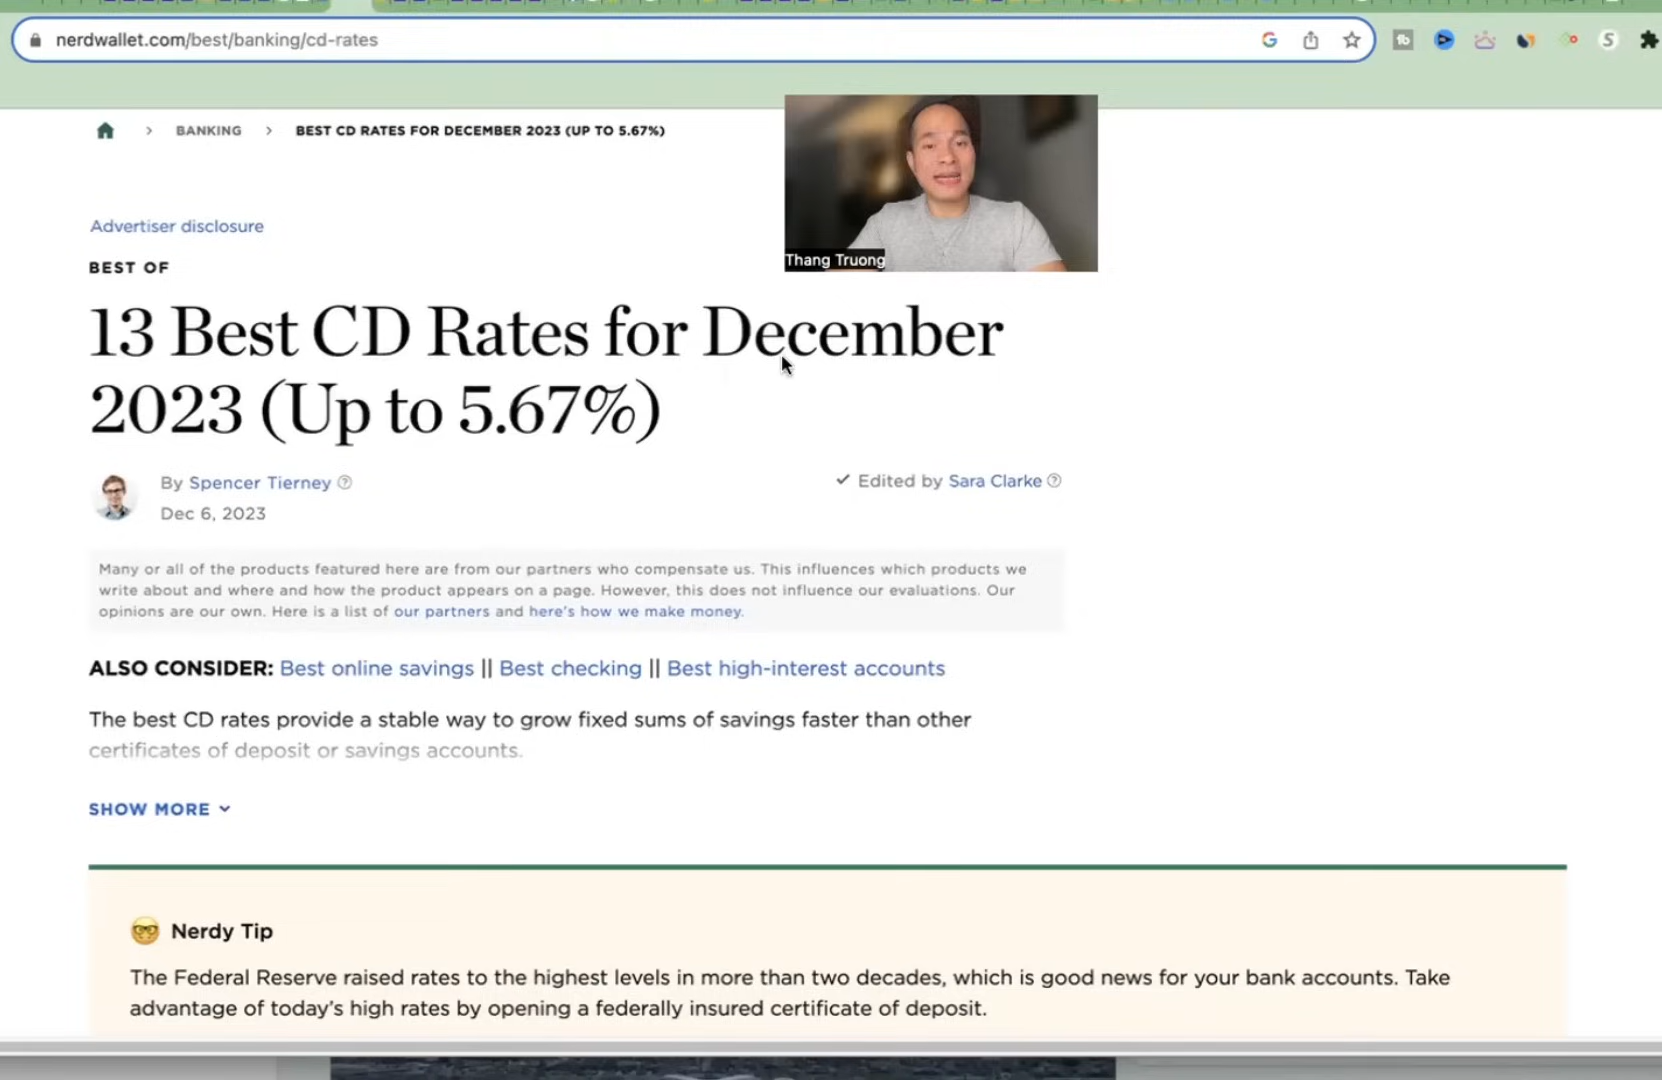 nerdwallet.com/best/banking/cd-rates
BANKING > BEST CD RATES FOR DECEMBER 2023 (UP TO 5.67%)
Thang Truong
Advertiser disclosure
BEST OF
13 Best CD Rates for December
2023 (Up to 5.67%)
By Spencer Tierney
Edited by Sara Clarke
Dec 6, 2023
Many or all of the products featured here are from our partners who compensate us. This influences which products we
write about and where and how the product appears on a page. However, this does not influence our evaluations. Our
opinions are our own. Here is a list of our partners and here's how we make money.
ALSO CONSIDER: Best online savings || Best checking || Best high-interest accounts
The best CD rates provide a stable way to grow fixed sums of savings faster than other
certificates of deposit or savings accounts.
SHOW MORE
Nerdy Tip
The Federal Reserve raised rates to the highest levels in more than two decades, which is good news for your bank accounts. Take
advantage of today's high rates by opening a federally insured certificate of deposit.